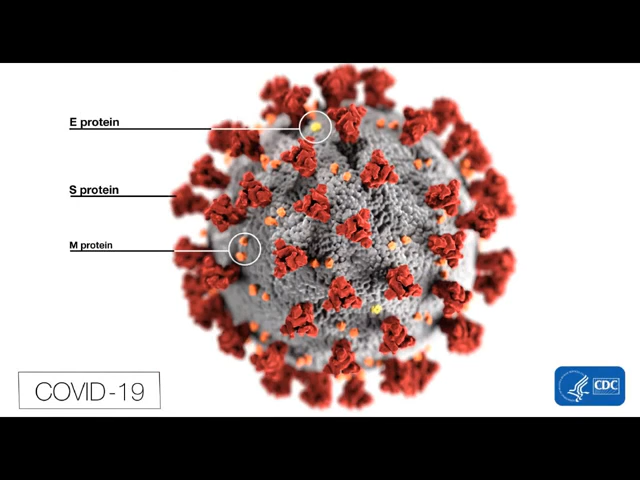 E protein
S protein
M protein
COVID-19
CDC